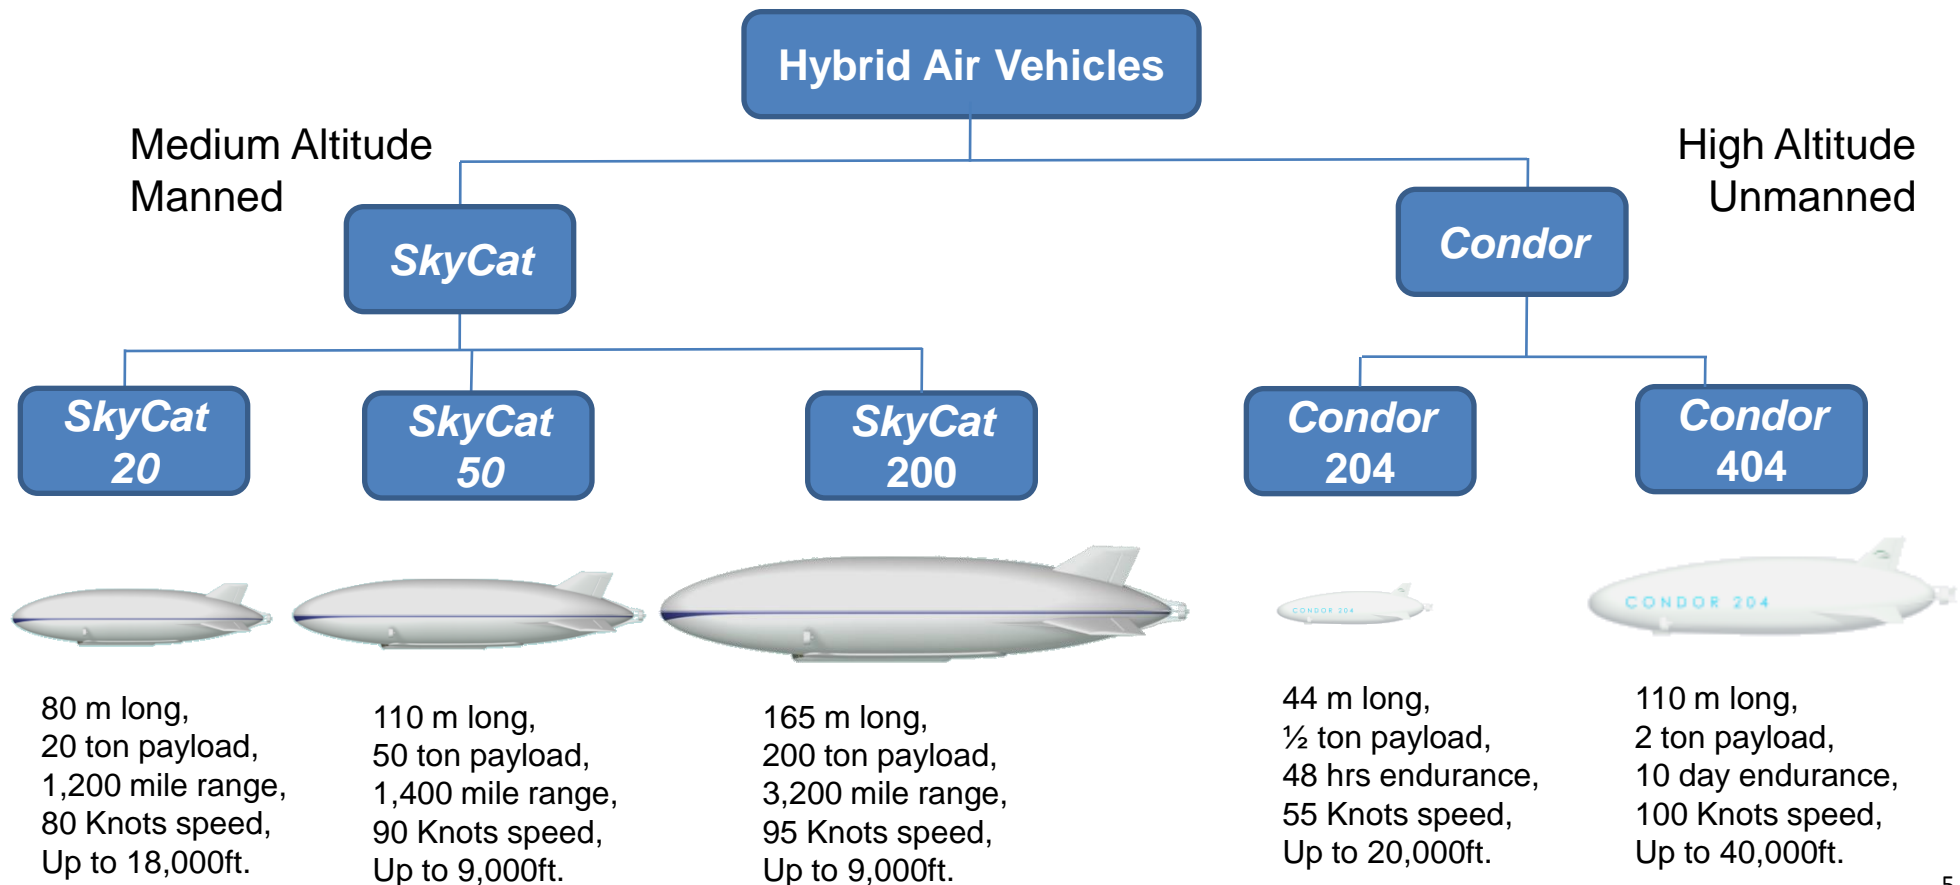 Hybrid Air Vehicles
Medium Altitude
Manned
High Altitude
Unmanned
SkyCat
Condor
SkyCat
20
SkyCat
50
SkyCat
200
Condor
204
Condor
404
CONDOR 204
CONDOR 204
80 m long,
20 ton payload,
1,200 mile range,
80 Knots speed,
Up to 18,000ft.
110 m long,
50 ton payload,
1,400 mile range,
90 Knots speed,
Up to 9,000ft.
165 m long,
200 ton payload,
3,200 mile range,
95 Knots speed,
Up to 9,000ft.
44 m long,
½ ton payload,
48 hrs endurance,
55 Knots speed,
Up to 20,000ft.
110 m long,
2 ton payload,
10 day endurance,
100 Knots speed,
Up to 40,000ft.
5